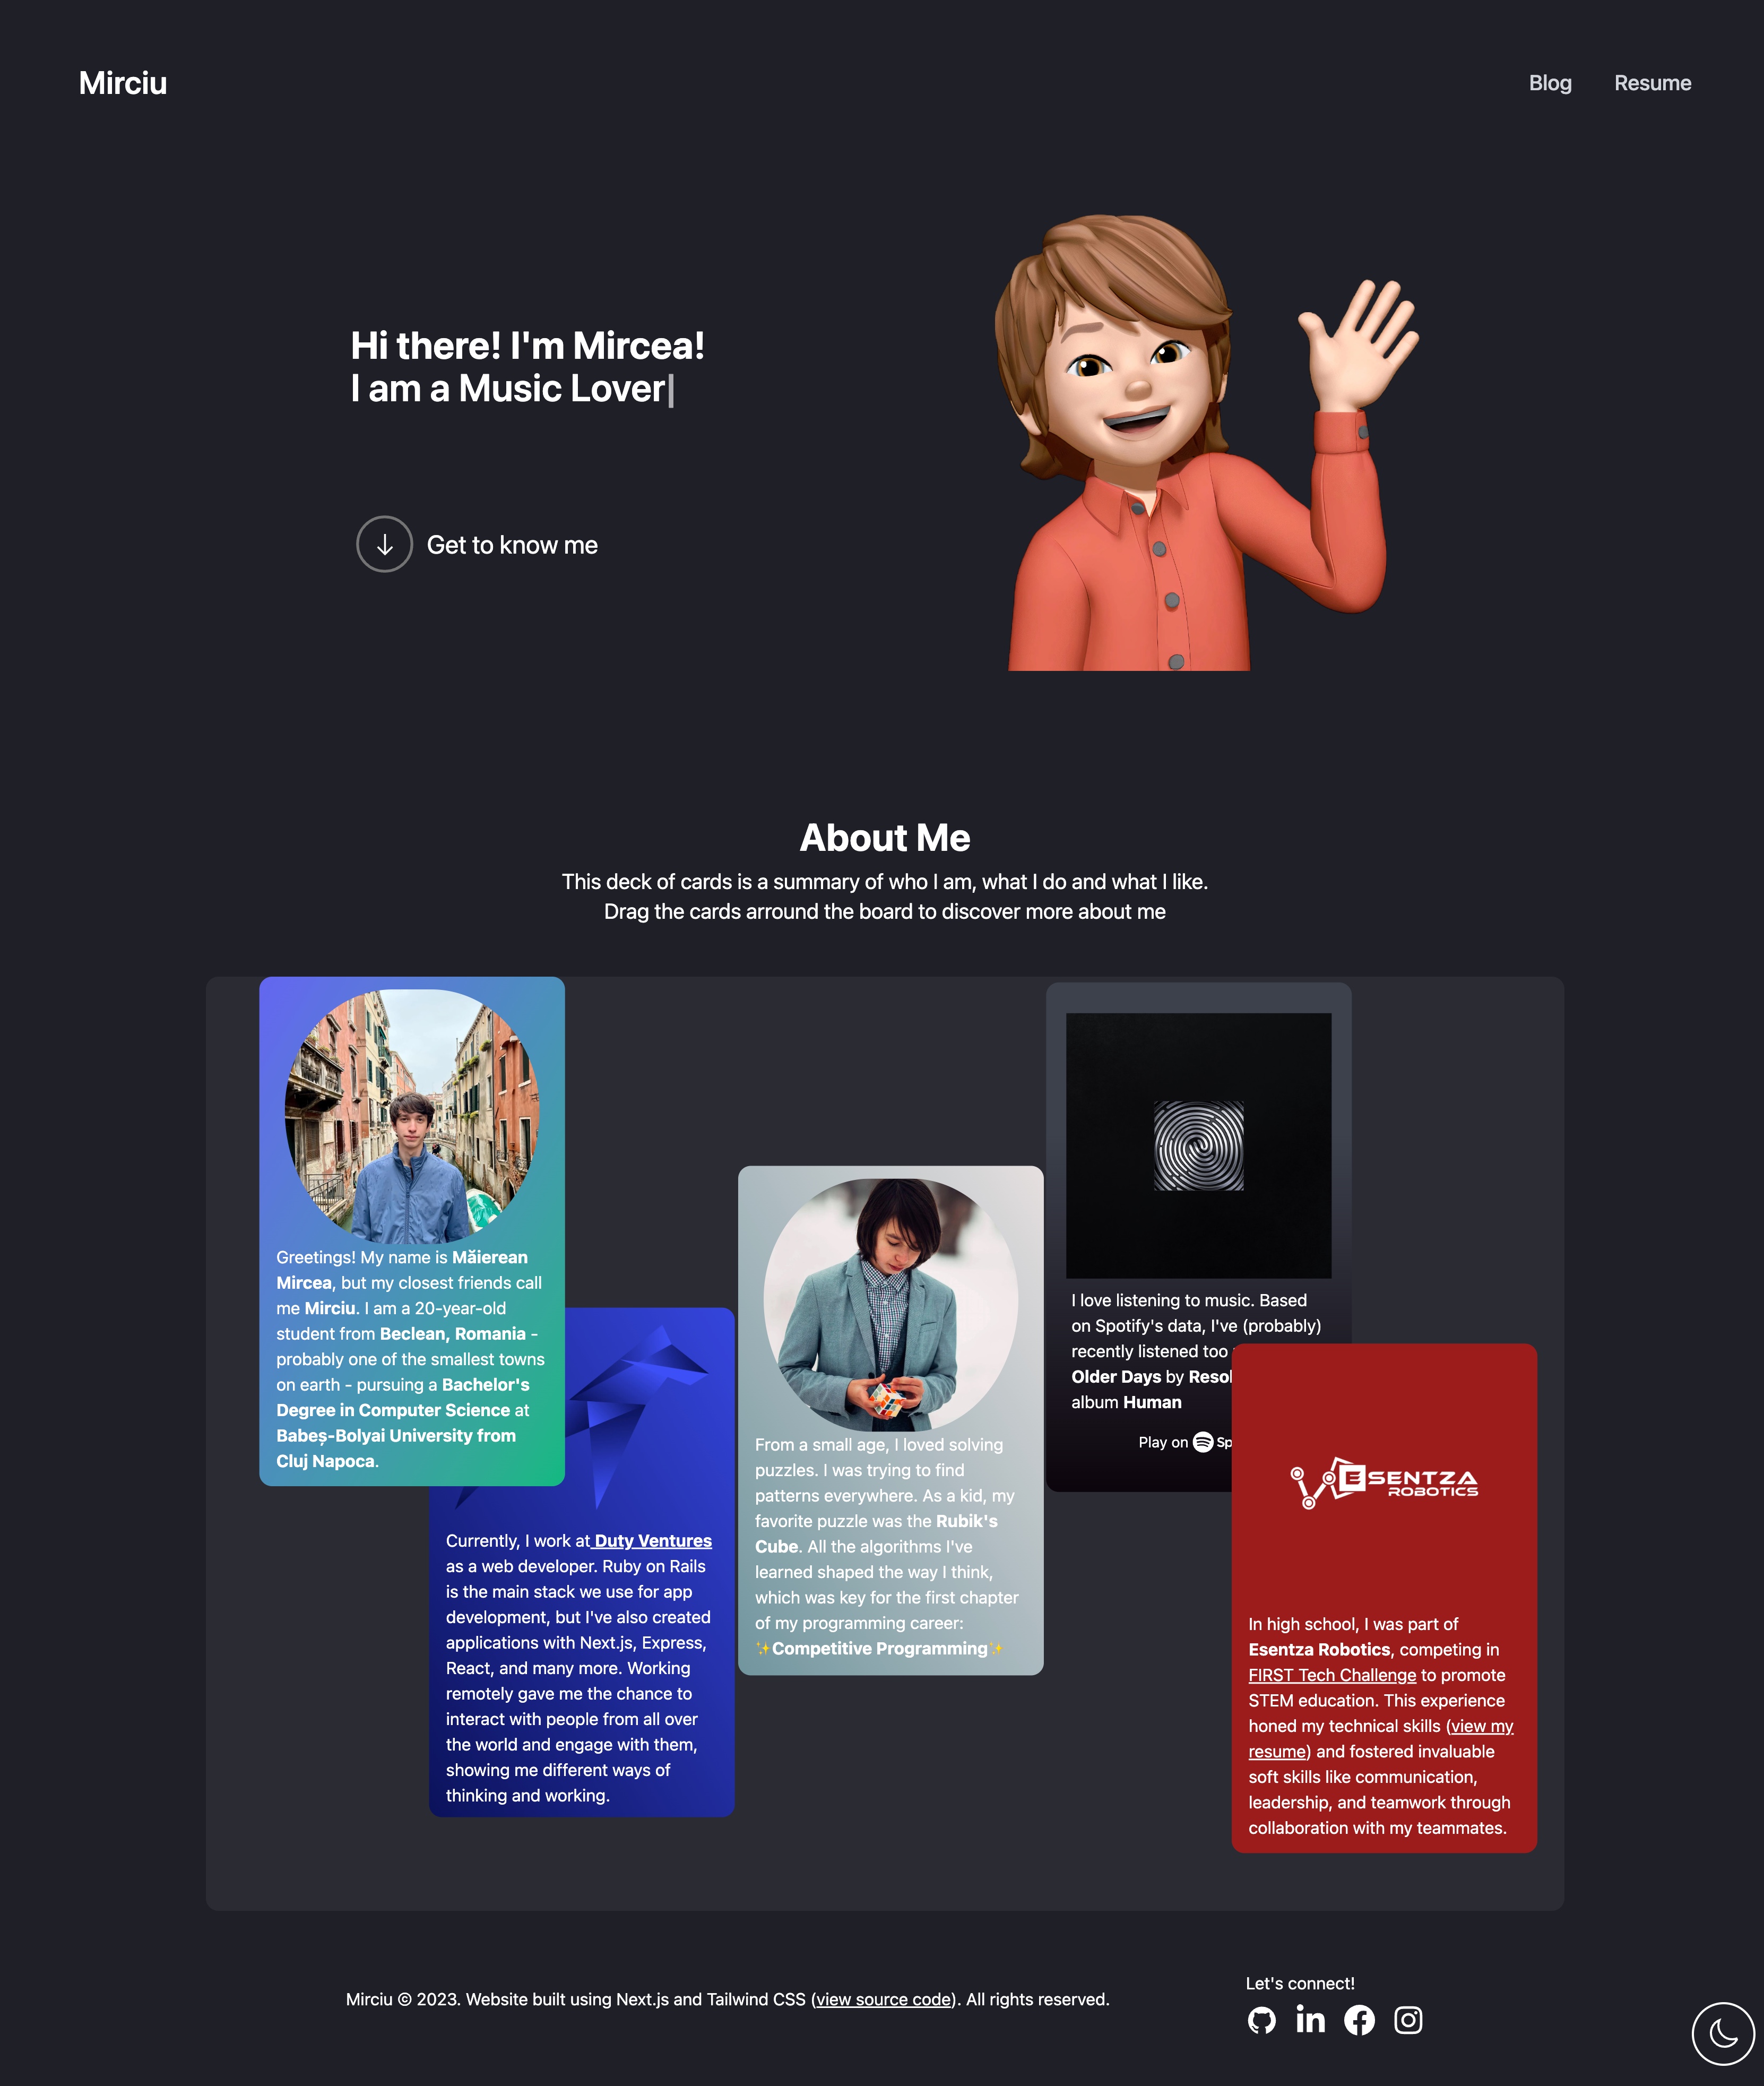 Mirciu
Blog
Resume
Hi there! I'm Mircea!
I am a Music Lover|
Get to know me
About Me
This deck of cards is a summary of who I am, what I do and what I like.
Drag the cards arround the board to discover more about me
Greetings! My name is Măierean
Mircea, but my closest friends call
me Mirciu. I am a 20-year-old
student from Beclean, Romania -
probably one of the smallest towns
on earth - pursuing a Bachelor's
Degree in Computer Science at
Babeș-Bolyai University from
Cluj Napoca.
Currently, I work at Duty Ventures
as a web developer. Ruby on Rails
is the main stack we use for app
development, but I've also created
applications with Next.js, Express,
React, and many more. Working
remotely gave me the chance to
interact with people from all over
the world and engage with them,
showing me different ways of
thinking and working.
From a small age, I loved solving
puzzles. I was trying to find
patterns everywhere. As a kid, my
favorite puzzle was the Rubik's
Cube. All the algorithms I've
learned shaped the way I think,
which was key for the first chapter
of my programming career:
✨Competitive Programming✨
I love listening to music. Based
on Spotify's data, I've (probably)
recently listened too
Older Days by
album Human
Play on
ESENTZA
ROBOTICS
In high school, I was part of
Esentza Robotics, competing in
FIRST Tech Challenge to promote
STEM education. This experience
honed my technical skills (view my
resume) and fostered invaluable
soft skills like communication,
leadership, and teamwork through
collaboration with my teammates.
Mirciu © 2023. Website built using Next.js and Tailwind CSS (view source code). All rights reserved.
Let's connect!